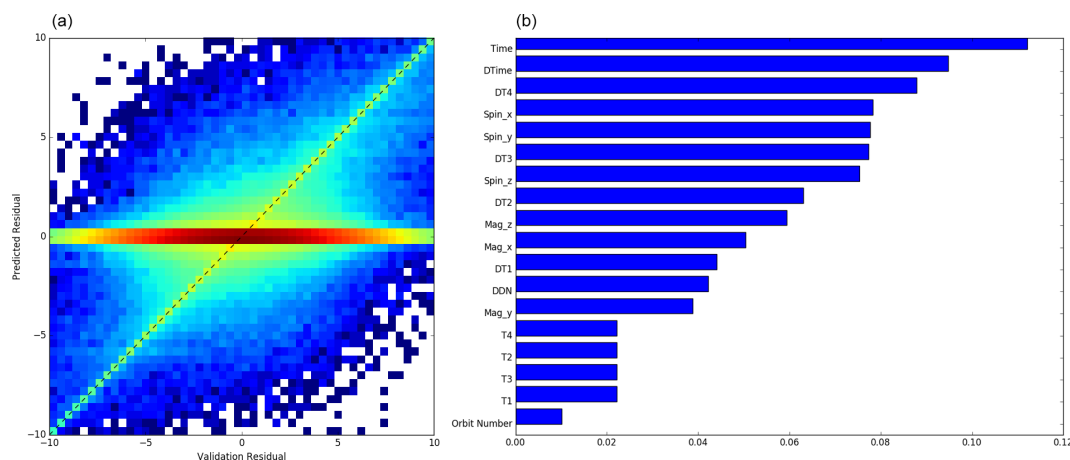 (a)
10
5
0
−5
−10
Predicted Residual
−10 −5 0 5 10
Validation Residual
(b)
Time
DTime
DT4
Spin_x
Spin_y
DT3
Spin_z
DT2
Mag_z
Mag_x
DT1
DDN
Mag_y
T4
T2
T3
T1
Orbit Number
0.00 0.02 0.04 0.06 0.08 0.10 0.12